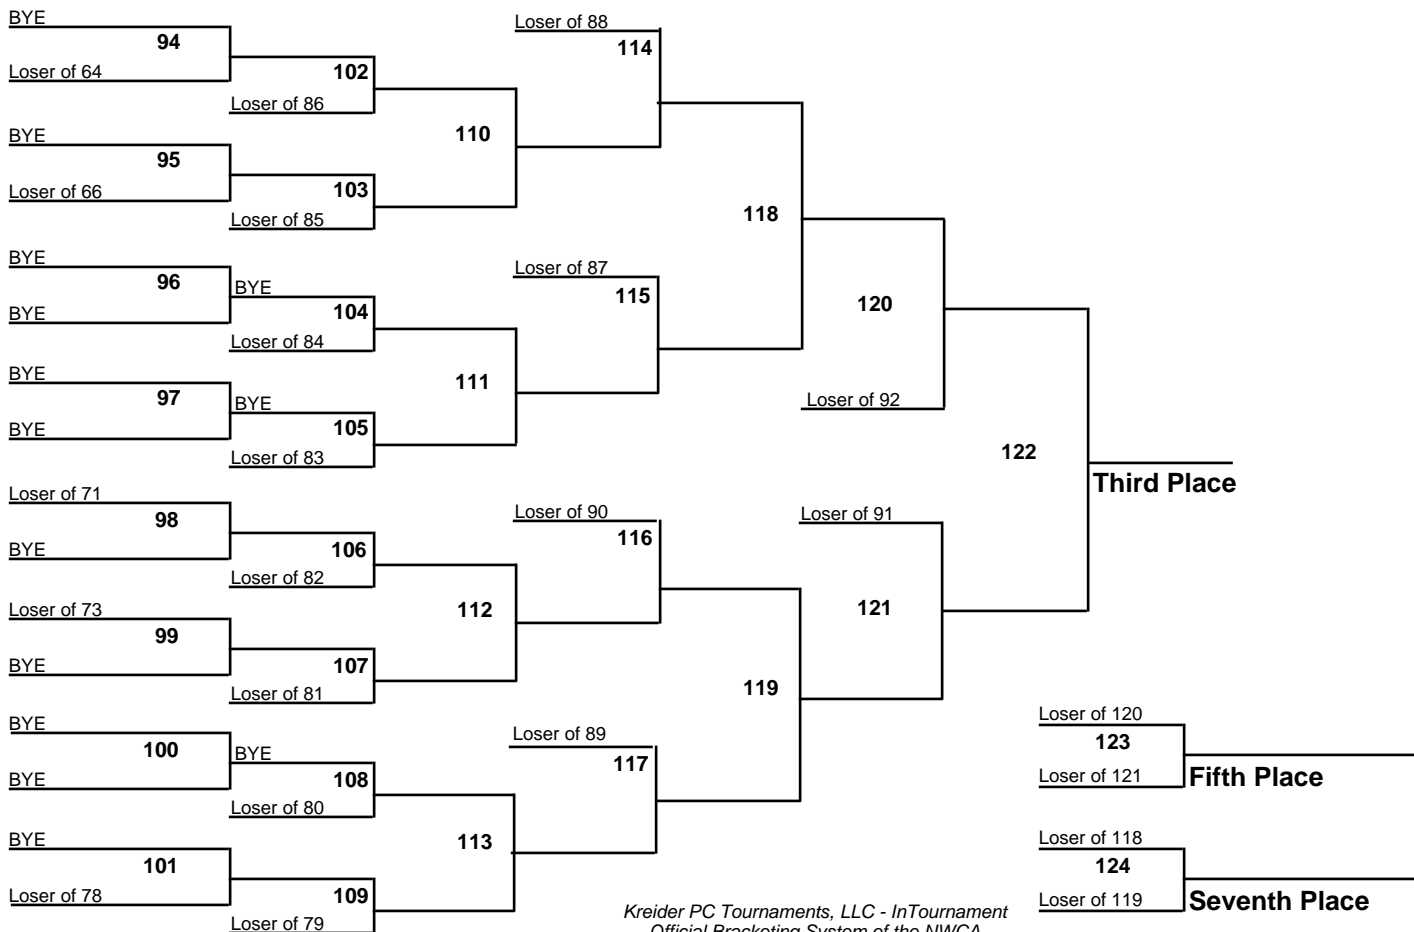 BYE
94
Loser of 64
102
Loser of 86
BYE
95
Loser of 66
103
Loser of 85
110
Loser of 88
114
BYE
96
BYE
BYE
104
Loser of 84
BYE
97
BYE
BYE
105
Loser of 83
111
Loser of 87
115
118
120
Loser of 92
Loser of 71
98
BYE
106
Loser of 82
Loser of 73
99
BYE
107
Loser of 81
112
Loser of 90
116
BYE
100
BYE
BYE
108
Loser of 80
BYE
101
Loser of 78
109
Loser of 79
113
Loser of 89
117
119
Loser of 91
121
122
Third Place
Loser of 120
123
Loser of 121
Fifth Place
Loser of 118
124
Loser of 119
Seventh Place
Kreider PC Tournaments, LLC - InTournament
Official Bracketing System of the NWCA